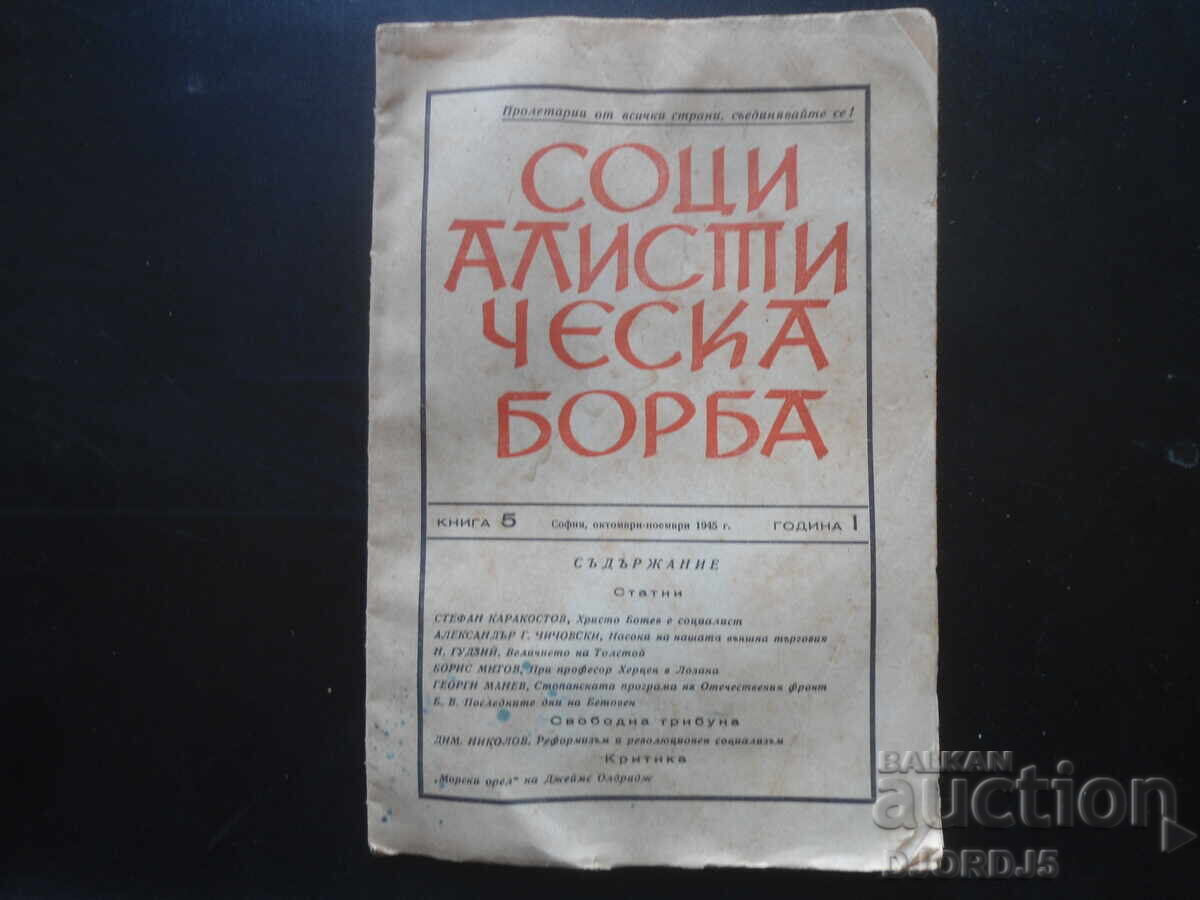 Пролетарии от всички страни, съединявайте се!
СОЦИ
АЛИСТИ
ЧЕСКА
БОРБА
КНИГА 5 София, октомври-ноември 1945 г. ГОДИНА I
СЪДЪРЖАНИЕ
Статии
СТЕФАН КАРАКОСТОВ, Христо Ботев е социалист
АЛЕКСАНДЪР Г. ЧИЧОВСКИ, Насоки на нашата външна търговия
Н. ГУДЗИЙ, Величието на Толстой
БОРИС МИТОВ, При професор Херцен в Лозана
ГЕОРГИ МАНЕВ, Стопанската програма на Отечествения фронт
Б. В. Последните дни на Бетовен
Свободна трибуна
ДИМ. НИКОЛОВ, Реформизъм и революционен социализъм
Критика
„Морски орел“ на Джеймс Олдридж
BALKAN
auction
DJORDJ5